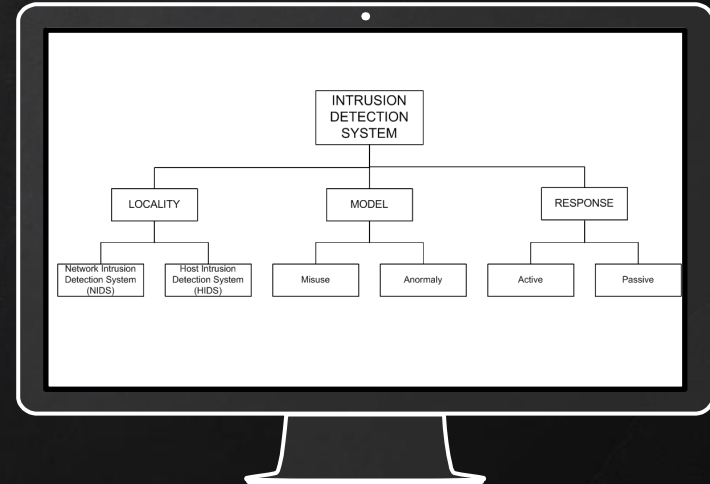 INTRUSION
DETECTION
SYSTEM
LOCALITY
MODEL
RESPONSE
Network Intrusion
Detection System
(NIDS)
Host Intrusion
Detection System
(HIDS)
Misuse
Anormaly
Active
Passive